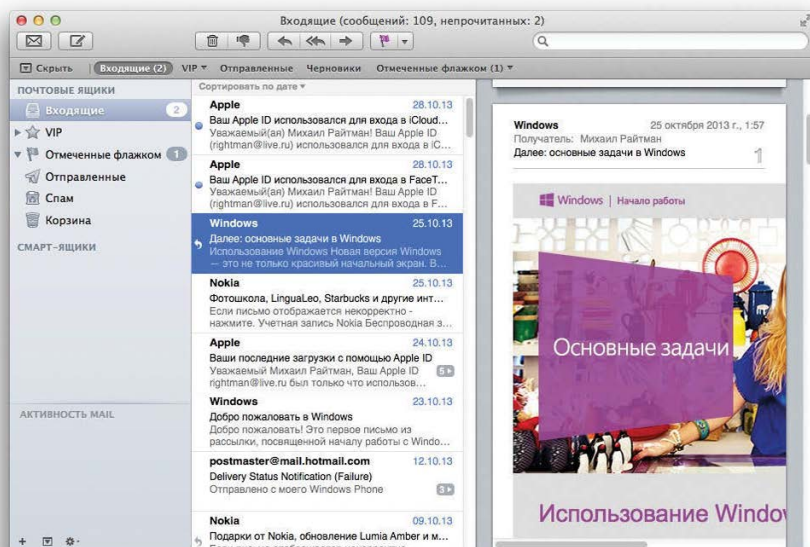 Входящие (сообщений: 109, непрочитанных: 2)
Скрыть
Входящие (2) VIP Отправленные Черновики Отмеченные флажком (1)
ПОЧТОВЫЕ ЯЩИКИ
Входящие 2
VIP
Отмеченные флажком 1
Отправленные
Спам
Корзина
СМАРТ-ЯЩИКИ
АКТИВНОСТЬ MAIL
Сортировать по дате
Apple 28.10.13
Ваш Apple ID использовался для входа в iCloud...
Уважаемый(ая) Михаил Райтман! Ваш Apple ID
(rightman@live.ru) использовался для входа в iC...
Apple 28.10.13
Ваш Apple ID использовался для входа в FaceT...
Уважаемый(ая) Михаил Райтман! Ваш Apple ID
(rightman@live.ru) использовался для входа в F...
Windows 25.10.13
Далее: основные задачи в Windows
Использование Windows Новая версия Windows
— это не только красивый начальный экран. В...
Nokia 25.10.13
Фотошкола, LinguaLeo, Starbucks и другие инт...
Если письмо отображается некорректно -
нажмите. Учетная запись Nokia Беспроводная з...
Apple 24.10.13
Ваши последние загрузки с помощью Apple ID
Уважаемый Михаил Райтман, Ваш Apple ID 5
rightman@live.ru был только что использов...
Windows 23.10.13
Добро пожаловать в Windows
Добро пожаловать! Это первое письмо из
рассылки, посвященной началу работы с Windo...
postmaster@mail.hotmail.com 12.10.13
Delivery Status Notification (Failure)
Отправлено с моего Windows Phone 3
Nokia 09.10.13
Подарки от Nokia, обновление Lumia Amber и м...
Windows 25 октября 2013 г., 1:57
Получатель: Михаил Райтман
Далее: основные задачи в Windows 1
Windows | Начало работы
Основные задачи
Использование Windov